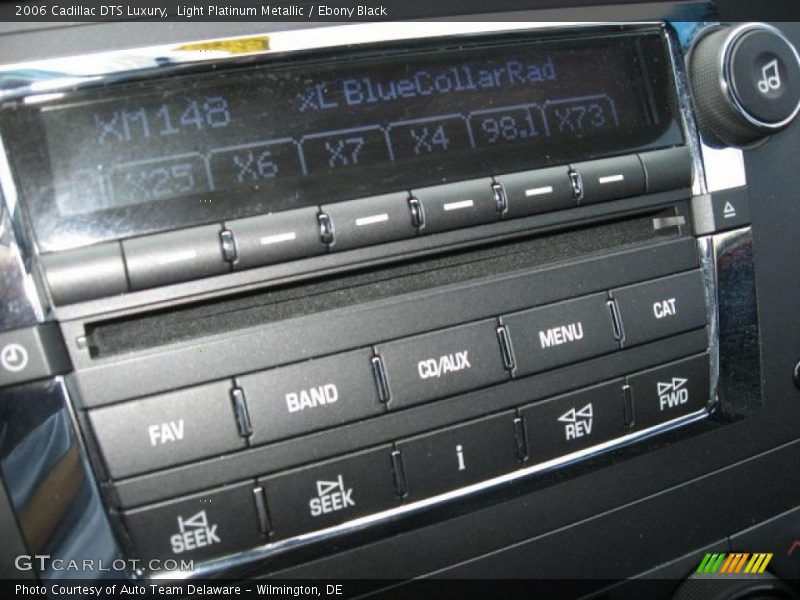 2006 Cadillac DTS Luxury,  Light Platinum Metallic / Ebony Black
XM148 xL BlueCollarRad
X25 X6 X7 X4 98.1 X73
FAV BAND CD/AUX MENU CAT
SEEK SEEK i REV FWD
GTCARLOT.COM
Photo Courtesy of Auto Team Delaware - Wilmington, DE